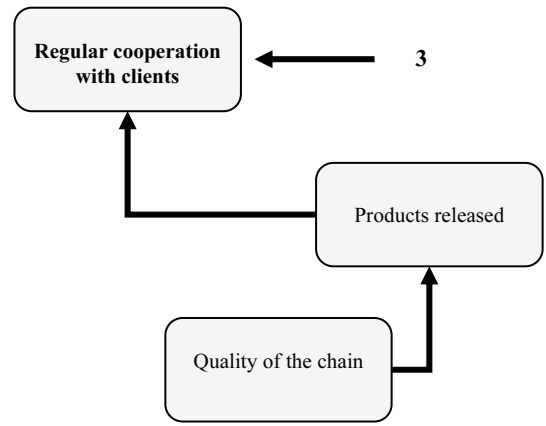 Regular cooperation
with clients
3
Products released
Quality of the chain